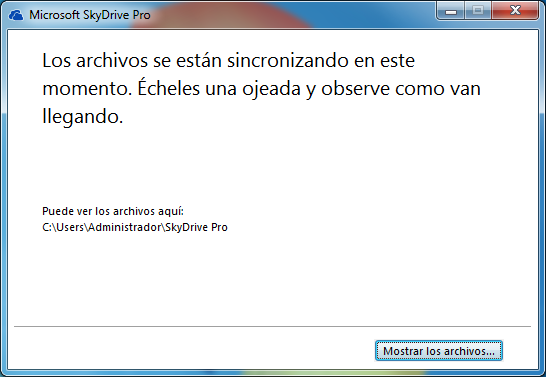 Microsoft SkyDrive Pro
Los archivos se están sincronizando en este
momento. Écheles una ojeada y observe como van
llegando.
Puede ver los archivos aquí:
C:\Users\Administrador\SkyDrive Pro
Mostrar los archivos...